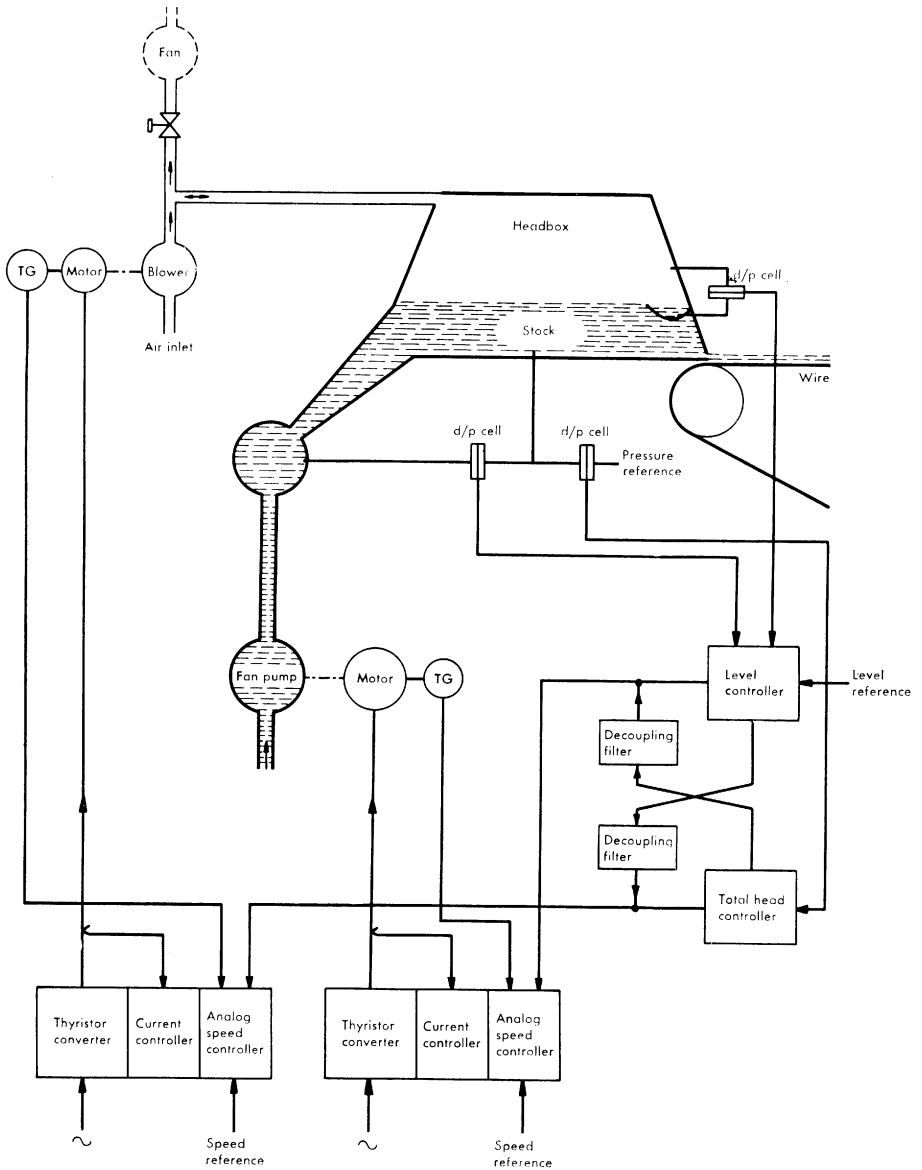 Fan
Headbox
TG
Motor
Blower
d/p cell
Air inlet
Stock
Wire
d/p cell
d/p cell
Pressure
reference
Fan pump
Motor
TG
Level
controller
Level
reference
Decoupling
filter
Decoupling
filter
Total head
controller
Thyristor
converter
Current
controller
Analog
speed
controller
Thyristor
converter
Current
controller
Analog
speed
controller
~
Speed
reference
~
Speed
reference